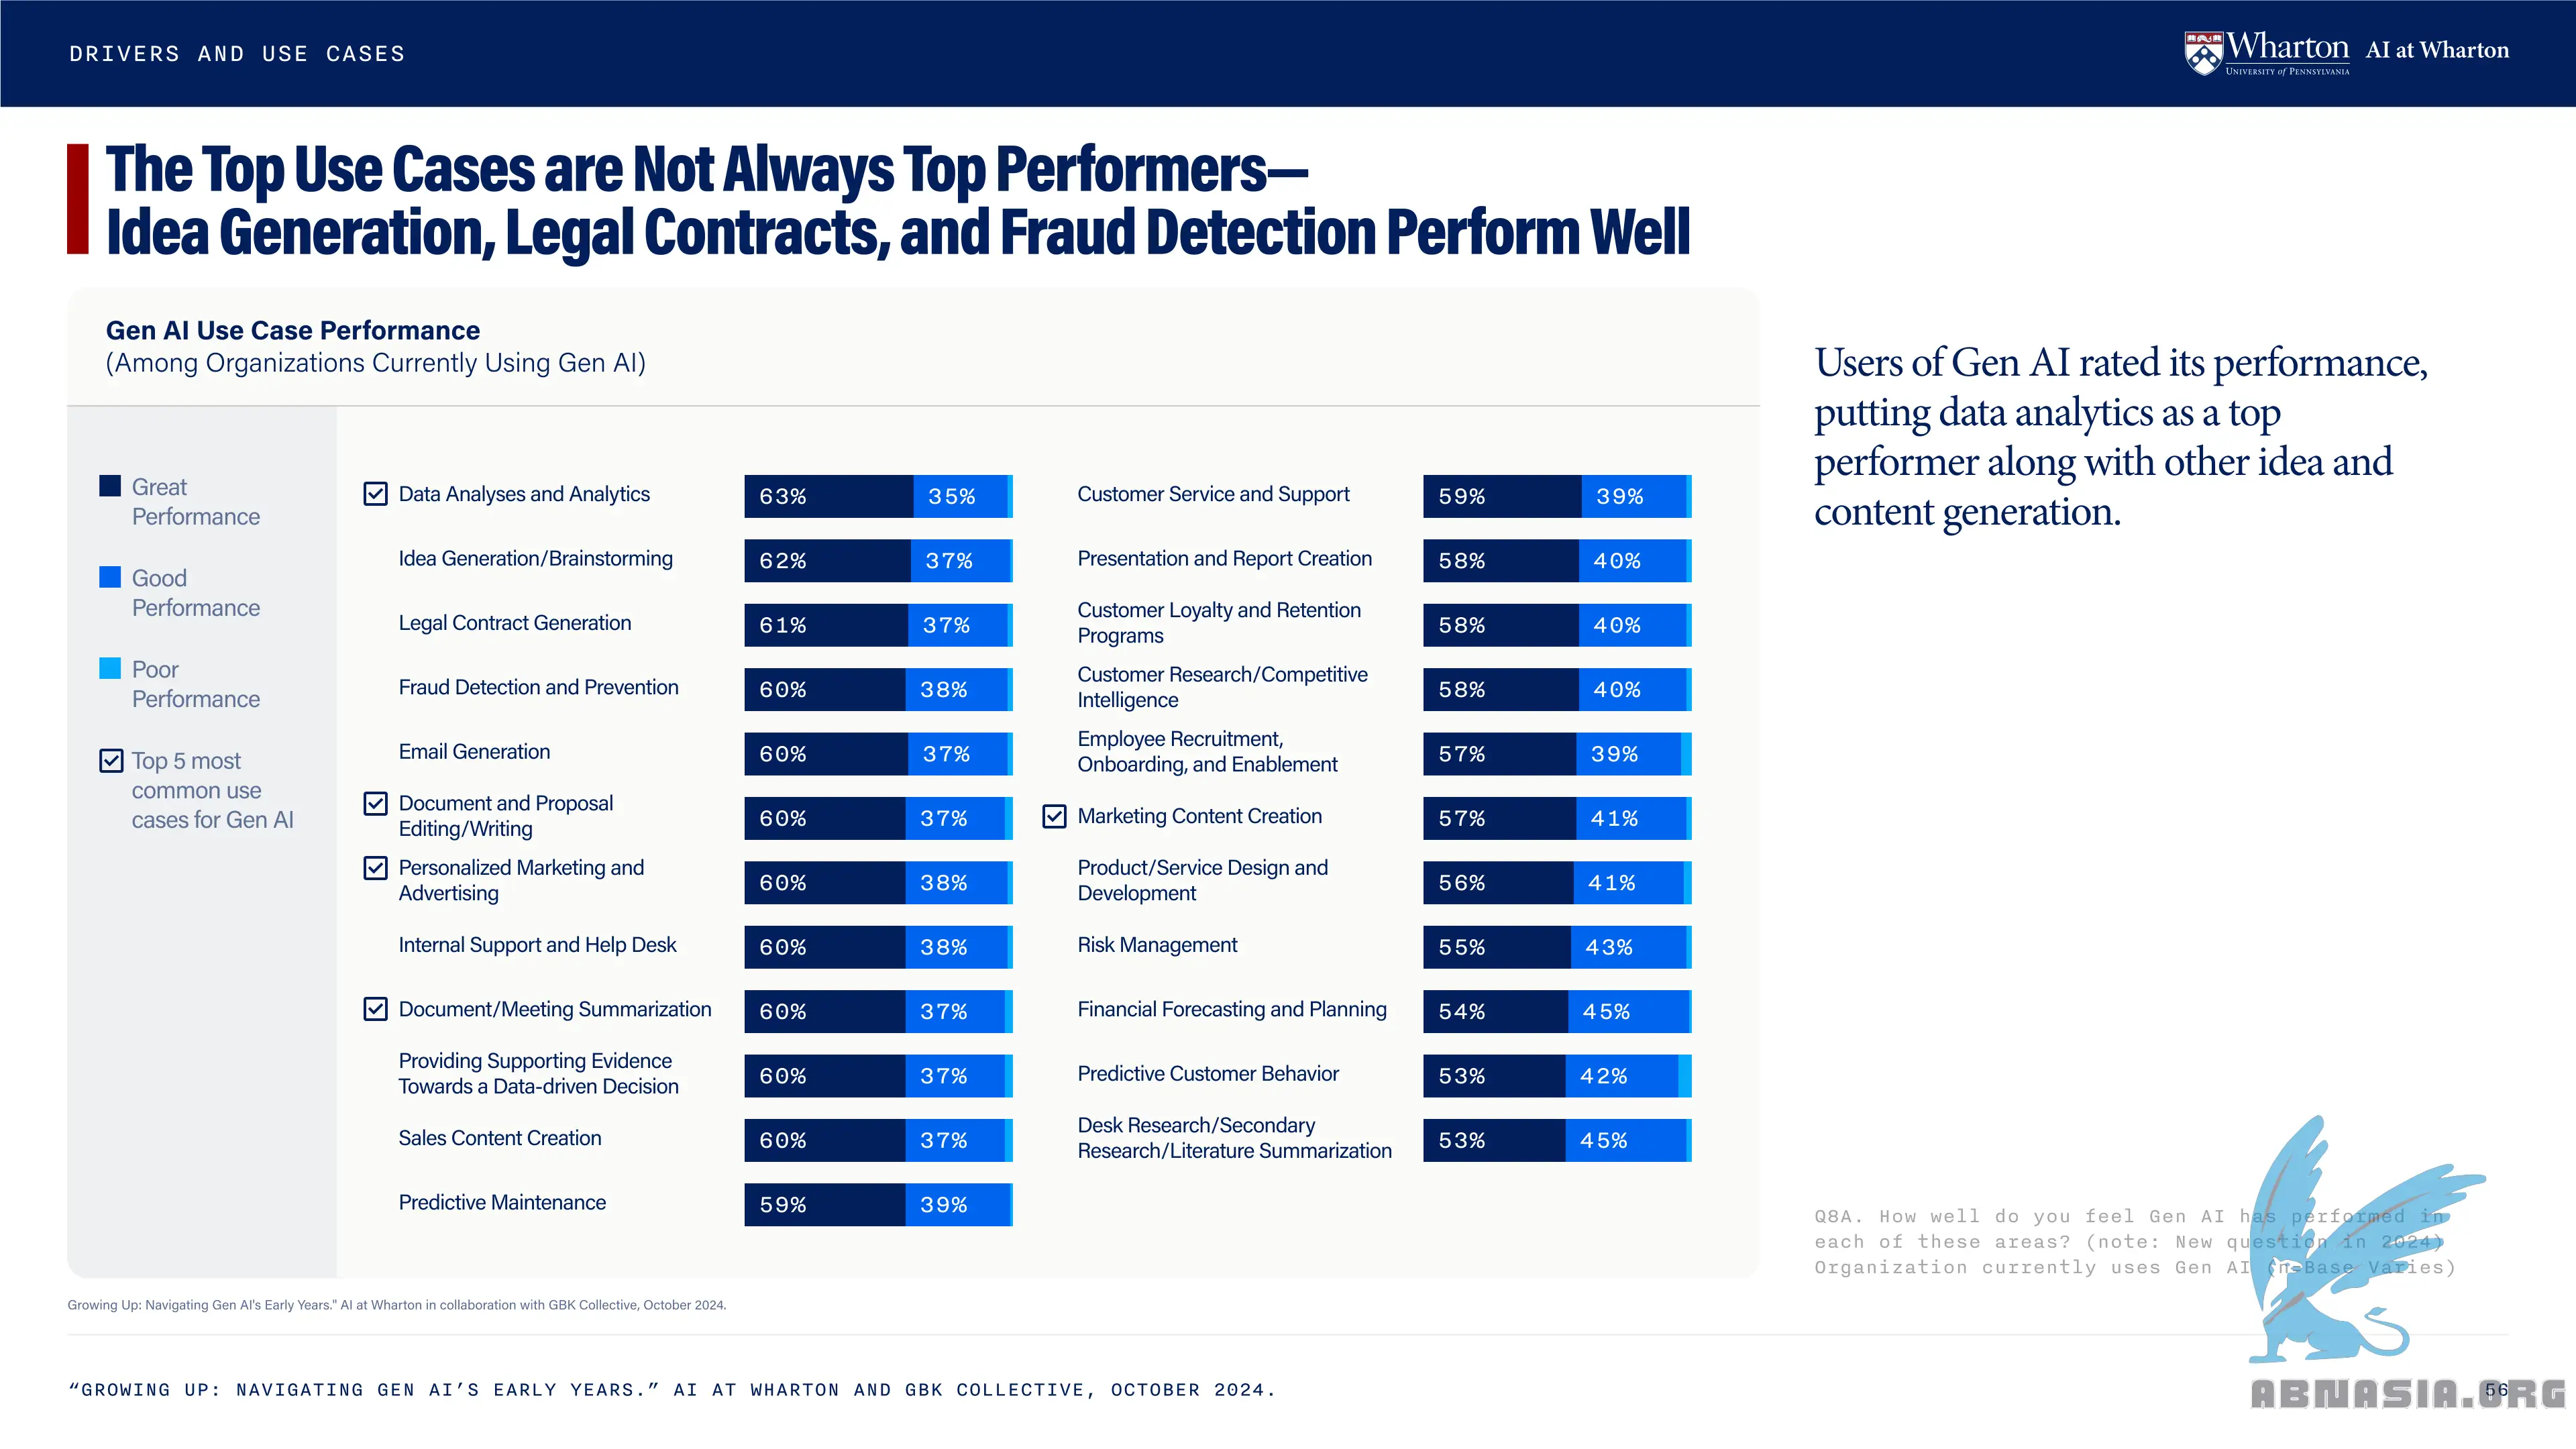 DRIVERS AND USE CASES
Wharton
UNIVERSITY of PENNSYLVANIA
AI at Wharton
The Top Use Cases are Not Always Top Performers—
Idea Generation, Legal Contracts, and Fraud Detection Perform Well
Gen AI Use Case Performance
(Among Organizations Currently Using Gen AI)
Great
Performance
Good
Performance
Poor
Performance
Top 5 most
common use
cases for Gen AI
Data Analyses and Analytics
63% 35%
Idea Generation/Brainstorming
62% 37%
Legal Contract Generation
61% 37%
Fraud Detection and Prevention
60% 38%
Email Generation
60% 37%
Document and Proposal
Editing/Writing
60% 37%
Personalized Marketing and
Advertising
60% 38%
Internal Support and Help Desk
60% 38%
Document/Meeting Summarization
60% 37%
Providing Supporting Evidence
Towards a Data-driven Decision
60% 37%
Sales Content Creation
60% 37%
Predictive Maintenance
59% 39%
Customer Service and Support
59% 39%
Presentation and Report Creation
58% 40%
Customer Loyalty and Retention
Programs
58% 40%
Customer Research/Competitive
Intelligence
58% 40%
Employee Recruitment,
Onboarding, and Enablement
57% 39%
Marketing Content Creation
57% 41%
Product/Service Design and
Development
56% 41%
Risk Management
55% 43%
Financial Forecasting and Planning
54% 45%
Predictive Customer Behavior
53% 42%
Desk Research/Secondary
Research/Literature Summarization
53% 45%
Users of Gen AI rated its performance,
putting data analytics as a top
performer along with other idea and
content generation.
Q8A. How well do you feel Gen AI has performed in
each of these areas? (note: New question in 2024)
Organization currently uses Gen AI (n=Base Varies)
Growing Up: Navigating Gen AI's Early Years." AI at Wharton in collaboration with GBK Collective, October 2024.
“GROWING UP: NAVIGATING GEN AI’S EARLY YEARS.” AI AT WHARTON AND GBK COLLECTIVE, OCTOBER 2024.
56
ABNASIA.ORG